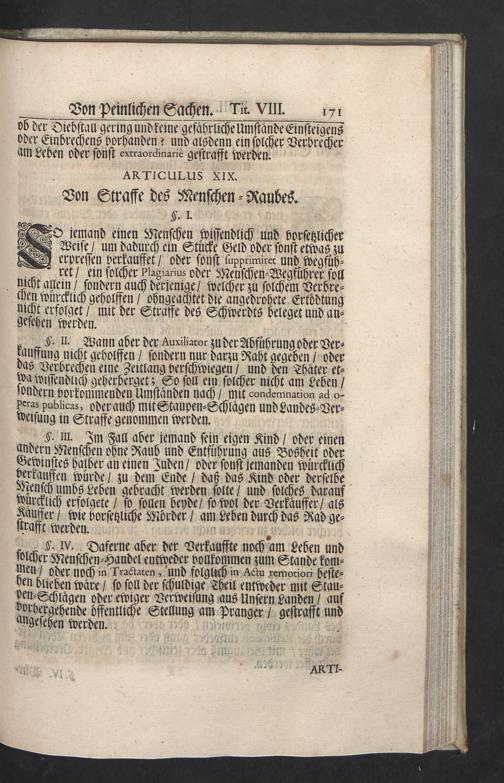 Von Peinlichen Sachen. Tit. VIII. 171
ob der Diebstall gering und keine gefährliche Umstände Einsteigens
oder Einbrechens vorhanden? und alsdenn ein solcher Verbrecher
am Leben oder sonst extraordinariè gestrafft werden.
ARTICULUS XIX.
Von Straffe des Menschen-Raubes.
§. I.
SO jemand einen Menschen wissendlich und vorsetzlicher
Weise / um dadurch ein Stücke Geld oder sonst etwas zu
erpressen verkauffet / oder sonst supprimiret und wegfüh-
ret / ein solcher Plagiarius oder Menschen-Wegführer soll
nicht allein / sondern auch derjenige / welcher zu solchem Verbre-
chen würcklich geholffen / ohngeachtet die angedrohete Ertödtung
nicht erfolget / mit der Straffe des Schwerdts beleget und an-
gesehen werden.
§. II. Wann aber der Auxiliator zu der Abführung oder Ver-
kauffung nicht geholffen / sondern nur darzu Raht gegeben / oder
das Verbrechen eine Zeitlang verschwiegen / und den Thäter et-
wa wissendlich geherberget; So soll ein solcher nicht am Leben /
sondern vorkommenden Umständen nach / mit condemnation ad o-
peras publicas, oder auch mit Staupen-Schlägen und Landes-Ver-
weisung in Straffe genommen werden.
§. III. Im Fall aber jemand sein eigen Kind / oder einen
andern Menschen ohne Raub und Entführung aus Bosheit oder
Gewinstes halber an einen Juden / oder sonst jemanden würcklich
verkauffen würde / zu dem Ende / daß das Kind oder derselbe
Mensch umbs Leben gebracht werden solte / und solches darauf
würcklich erfolgete / so sollen beyde / so wol der Verkäuffer / als
Käuffer / wie vorsetzliche Mörder / am Leben durch das Rad ge-
strafft werden.
§. IV. Daferne aber der Verkauffte noch am Leben und
solcher Menschen-Handel entweder vollkommen zum Stande kom-
men / oder noch in Tractaten, und folglich in Actu remotiori beste-
hen blieben wäre / so soll der schuldige Theil entweder mit Stau-
pen-Schlägen oder ewiger Verweisung aus Unsern Landen / auf
vorhergehende öffentliche Stellung am Pranger / gestrafft und
angesehen werden.
ARTI-